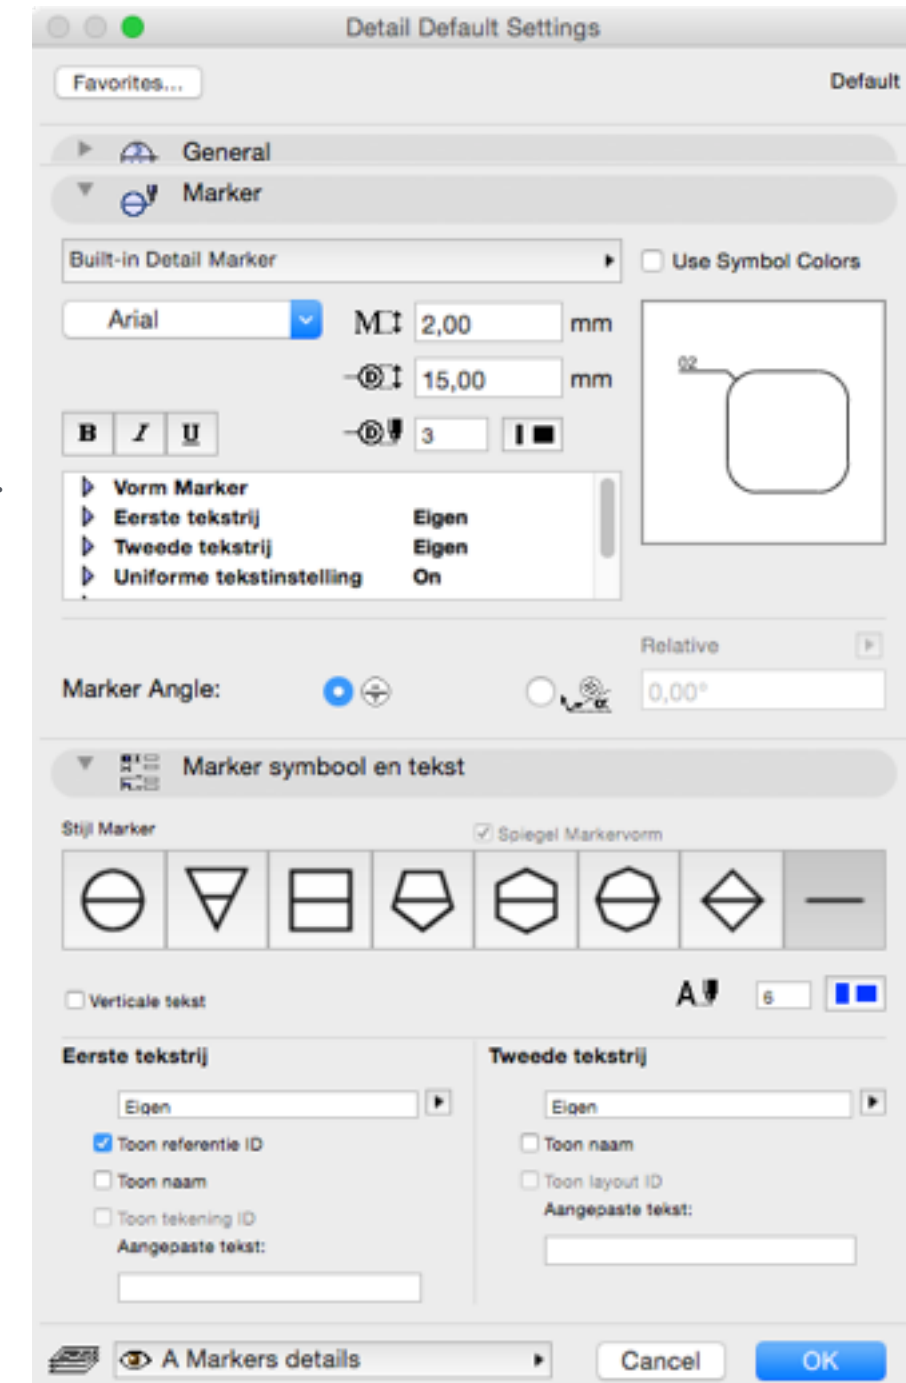 Detail Default Settings
Favorites...
Default
General
Marker
Built-in Detail Marker
Use Symbol Colors
Arial
M 2,00 mm
D 15,00 mm
B I U
D 3
02
Vorm Marker
Eerste tekstrij Eigen
Tweede tekstrij Eigen
Uniforme tekstinstelling On
Relative
Marker Angle:
α
0,00°
Marker symbool en tekst
Stijl Marker
Spiegel Markervorm
Verticale tekst
A 6
Eerste tekstrij
Eigen
Toon referentie ID
Toon naam
Toon tekening ID
Aangepaste tekst:
Tweede tekstrij
Eigen
Toon naam
Toon layout ID
Aangepaste tekst:
A Markers details
Cancel
OK